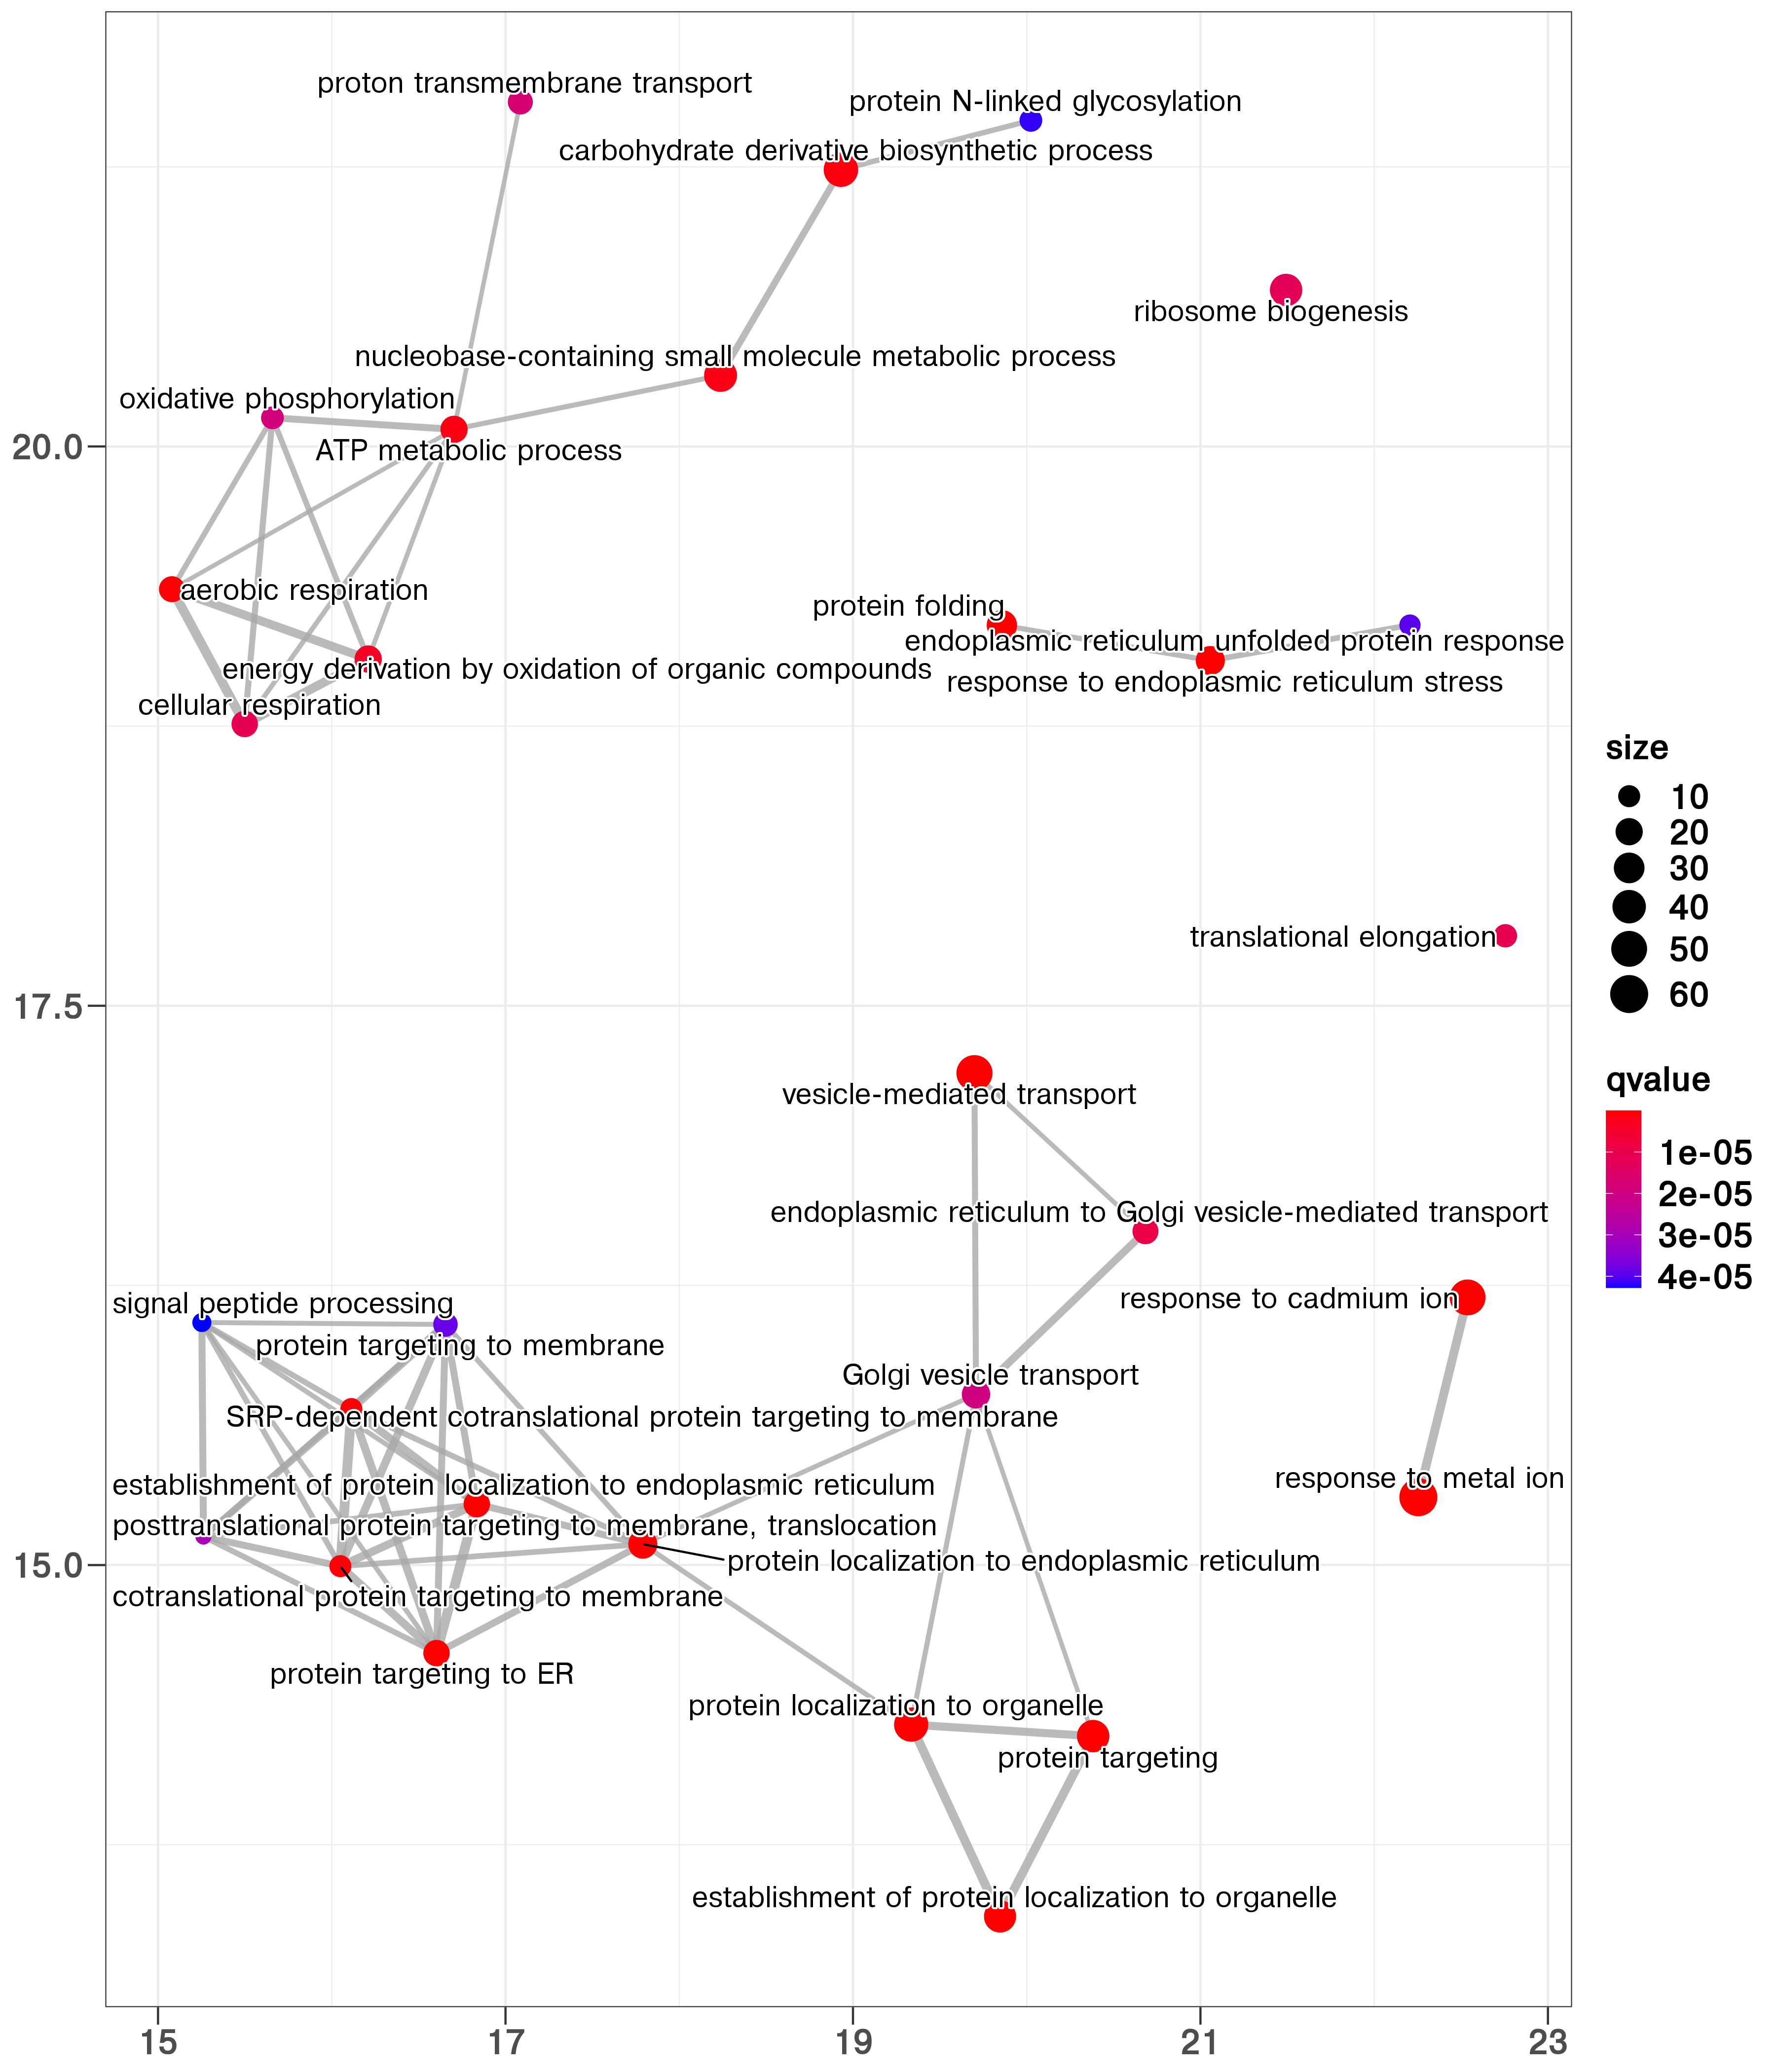 proton transmembrane transport
protein N-linked glycosylation
carbohydrate derivative biosynthetic process
ribosome biogenesis
nucleobase-containing small molecule metabolic process
oxidative phosphorylation
20.0
ATP metabolic process
aerobic respiration
protein folding
endoplasmic reticulum unfolded protein response
energy derivation by oxidation of organic compounds
response to endoplasmic reticulum stress
cellular respiration
translational elongation
17.5
vesicle-mediated transport
endoplasmic reticulum to Golgi vesicle-mediated transport
response to cadmium ion
signal peptide processing
protein targeting to membrane
Golgi vesicle transport
SRP-dependent cotranslational protein targeting to membrane
response to metal ion
establishment of protein localization to endoplasmic reticulum
posttranslational protein targeting to membrane, translocation
15.0
protein localization to endoplasmic reticulum
cotranslational protein targeting to membrane
protein targeting to ER
protein localization to organelle
protein targeting
establishment of protein localization to organelle
15
17
19
21
23
size
10
20
30
40
50
60
qvalue
1e-05
2e-05
3e-05
4e-05